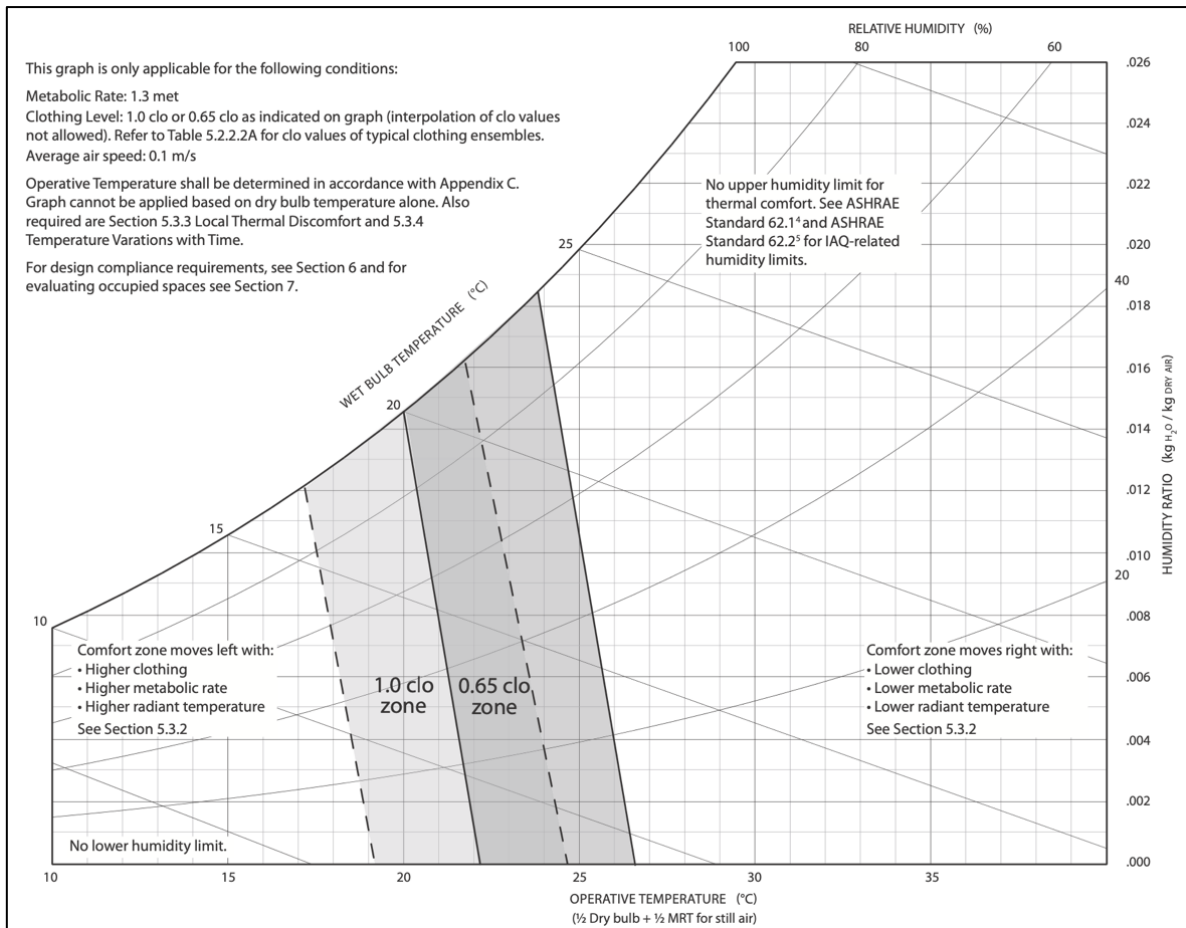 RELATIVE HUMIDITY (%)
100
80
60
This graph is only applicable for the following conditions:
Metabolic Rate: 1.3 met
Clothing Level: 1.0 clo or 0.65 clo as indicated on graph (interpolation of clo values
not allowed). Refer to Table 5.2.2.2A for clo values of typical clothing ensembles.
Average air speed: 0.1 m/s
Operative Temperature shall be determined in accordance with Appendix C.
Graph cannot be applied based on dry bulb temperature alone. Also
required are Section 5.3.3 Local Thermal Discomfort and 5.3.4
Temperature Varations with Time.
For design compliance requirements, see Section 6 and for
evaluating occupied spaces see Section 7.
No upper humidity limit for
thermal comfort. See ASHRAE
Standard 62.1⁴ and ASHRAE
Standard 62.2⁵ for IAQ-related
humidity limits.
WET BULB TEMPERATURE (°C)
10
15
20
25
.026
.024
.022
.020
40
.018
.016
.014
.012
.010
20
.008
.006
.004
.002
.000
HUMIDITY RATIO (kg H₂O / kg DRY AIR)
Comfort zone moves left with:
• Higher clothing
• Higher metabolic rate
• Higher radiant temperature
See Section 5.3.2
1.0 clo
zone
0.65 clo
zone
Comfort zone moves right with:
• Lower clothing
• Lower metabolic rate
• Lower radiant temperature
See Section 5.3.2
No lower humidity limit.
10
15
20
25
30
35
OPERATIVE TEMPERATURE (°C)
(½ Dry bulb + ½ MRT for still air)